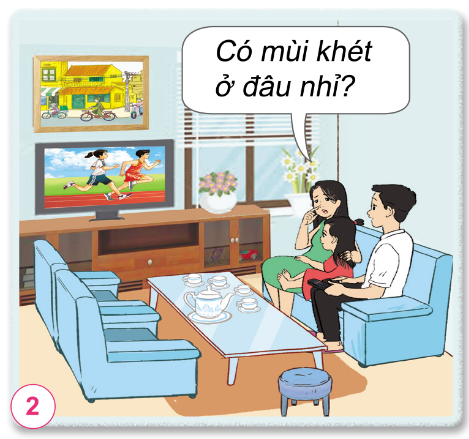 Có mùi khét
ở đâu nhỉ?
2